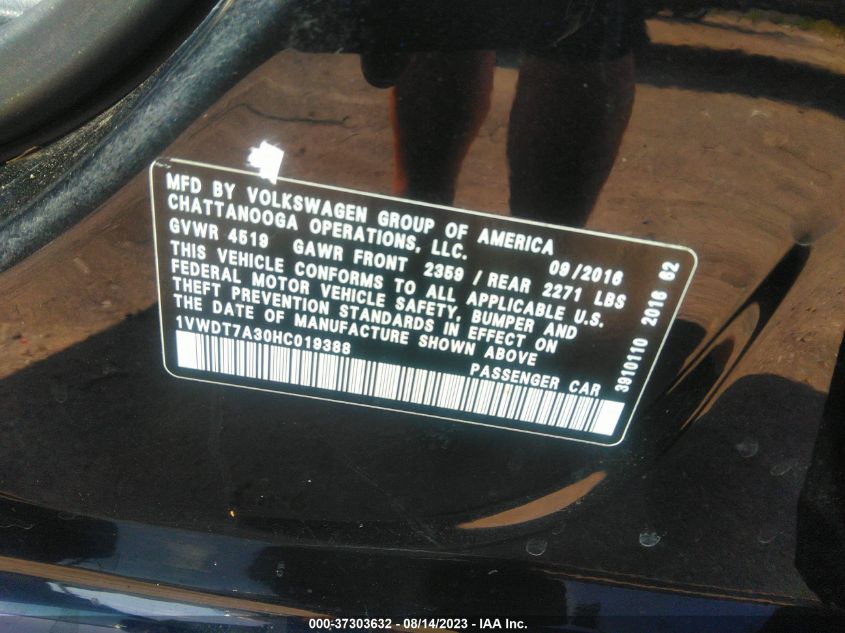 MFD BY VOLKSWAGEN GROUP OF AMERICA
CHATTANOOGA OPERATIONS, LLC.
09/2016
GVWR 4519 GAWR FRONT 2359 / REAR 2271 LBS
THIS VEHICLE CONFORMS TO ALL APPLICABLE U.S.
FEDERAL MOTOR VEHICLE SAFETY, BUMPER AND
THEFT PREVENTION STANDARDS IN EFFECT ON
THE DATE OF MANUFACTURE SHOWN ABOVE
1VWDT7A30HC019388
PASSENGER CAR
3910110 2016 62
000-37303632 - 08/14/2023 - IAA Inc.